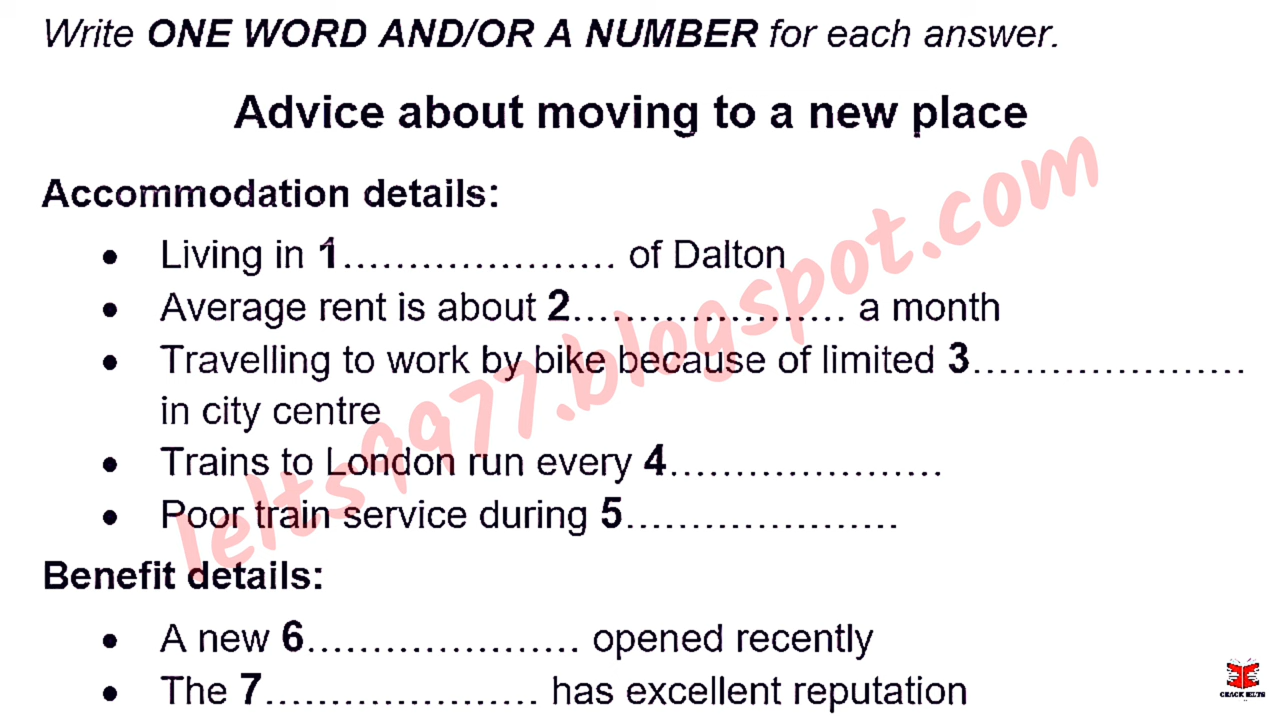 Write ONE WORD AND/OR A NUMBER for each answer.
Advice about moving to a new place
Accommodation details:
• Living in 1..................... of Dalton
• Average rent is about 2..................... a month
• Travelling to work by bike because of limited 3.....................
in city centre
• Trains to London run every 4.....................
• Poor train service during 5.....................
Benefit details:
• A new 6..................... opened recently
• The 7..................... has excellent reputation
Ielts9977.blogspot.com
CRACK IELTS